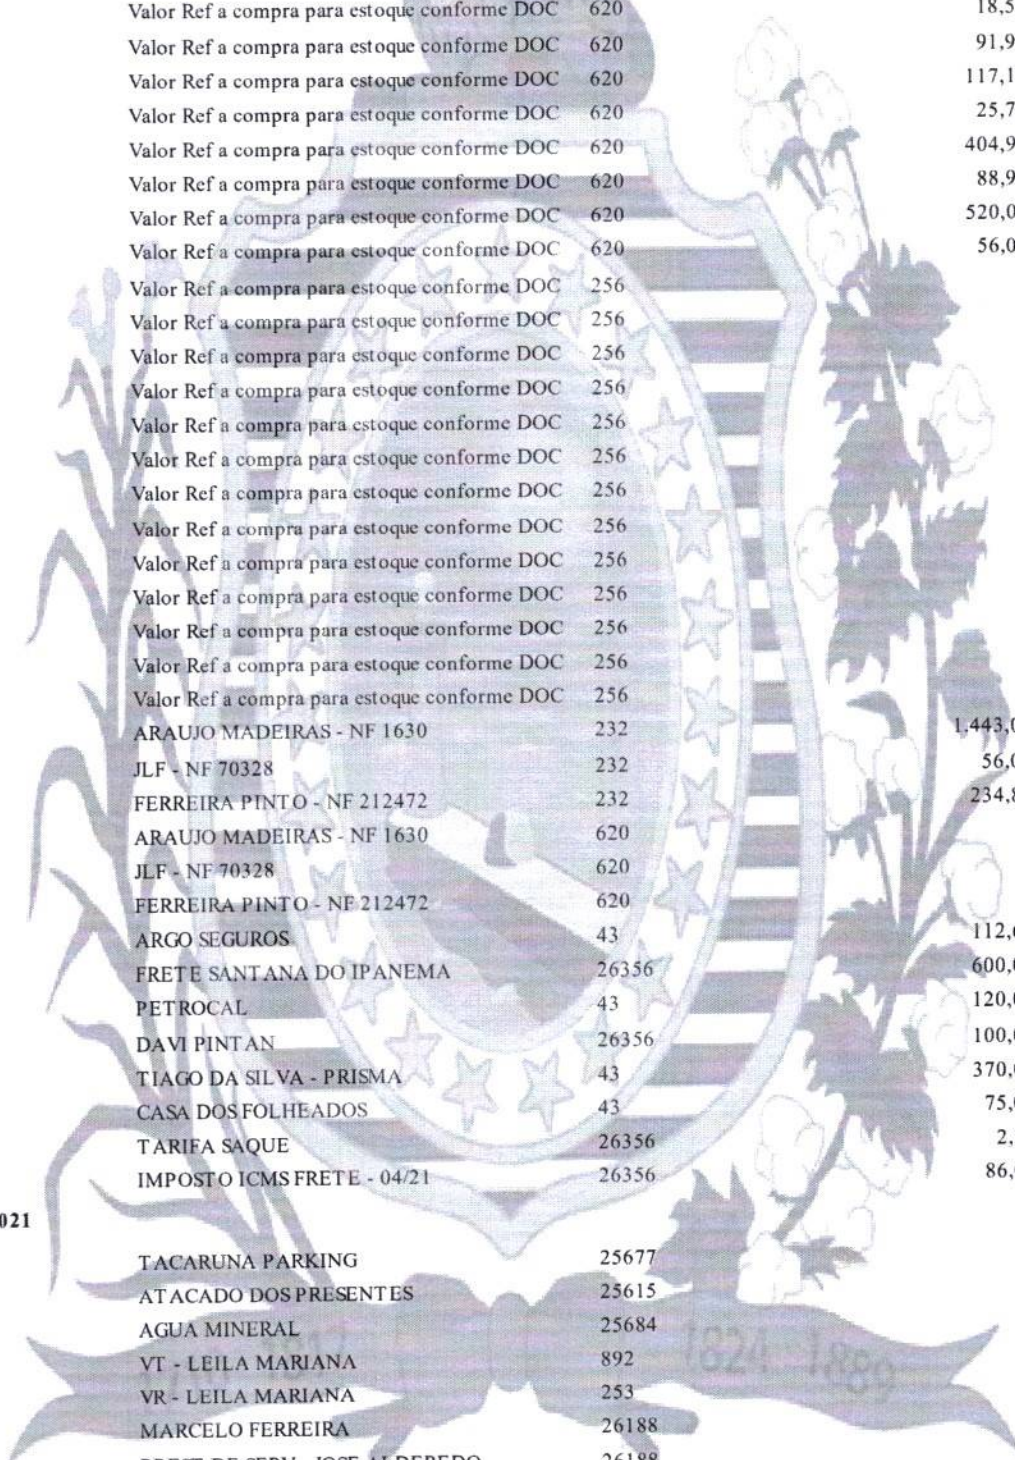 Valor Ref a compra para estoque conforme DOC 620 18,5
Valor Ref a compra para estoque conforme DOC 620 91,9
Valor Ref a compra para estoque conforme DOC 620 117,1
Valor Ref a compra para estoque conforme DOC 620 25,7
Valor Ref a compra para estoque conforme DOC 620 404,9
Valor Ref a compra para estoque conforme DOC 620 88,9
Valor Ref a compra para estoque conforme DOC 620 520,0
Valor Ref a compra para estoque conforme DOC 620 56,0
Valor Ref a compra para estoque conforme DOC 256
Valor Ref a compra para estoque conforme DOC 256
Valor Ref a compra para estoque conforme DOC 256
Valor Ref a compra para estoque conforme DOC 256
Valor Ref a compra para estoque conforme DOC 256
Valor Ref a compra para estoque conforme DOC 256
Valor Ref a compra para estoque conforme DOC 256
Valor Ref a compra para estoque conforme DOC 256
Valor Ref a compra para estoque conforme DOC 256
Valor Ref a compra para estoque conforme DOC 256
Valor Ref a compra para estoque conforme DOC 256
Valor Ref a compra para estoque conforme DOC 256
Valor Ref a compra para estoque conforme DOC 256
ARAUJO MADEIRAS - NF 1630 232 1.443,0
JLF - NF 70328 232 56,0
FERREIRA PINTO - NF 212472 232 234,8
ARAUJO MADEIRAS - NF 1630 620
JLF - NF 70328 620
FERREIRA PINTO - NF 212472 620
ARGO SEGUROS 43 112,6
FRETE SANTANA DO IPANEMA 26356 600,0
PETROCAL 43 120,0
DAVI PINTAN 26356 100,0
TIAGO DA SILVA - PRISMA 43 370,0
CASA DOS FOLHEADOS 43 75,0
TARIFA SAQUE 26356 2,
IMPOSTO ICMS FRETE - 04/21 26356 86,
021
TACARUNA PARKING 25677
ATACADO DOS PRESENTES 25615
AGUA MINERAL 25684
VT - LEILA MARIANA 892
VR - LEILA MARIANA 253
MARCELO FERREIRA 26188
1824 1889